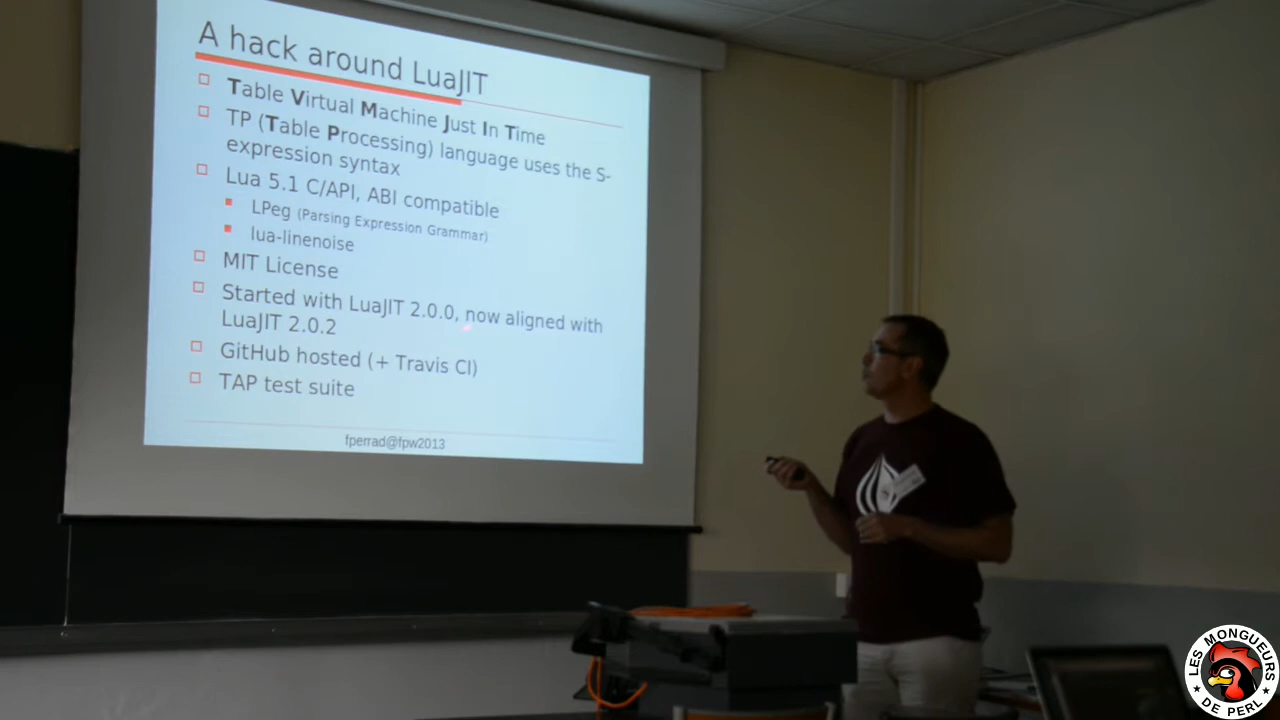 A hack around LuaJIT
Table Virtual Machine Just In Time
TP (Table Processing) language uses the S-
expression syntax
Lua 5.1 C/API, ABI compatible
LPeg (Parsing Expression Grammar)
lua-linenoise
MIT License
Started with LuaJIT 2.0.0, now aligned with
LuaJIT 2.0.2
GitHub hosted (+ Travis CI)
TAP test suite
fperrad@fpw2013
LES MONGUEURS
DE PERL